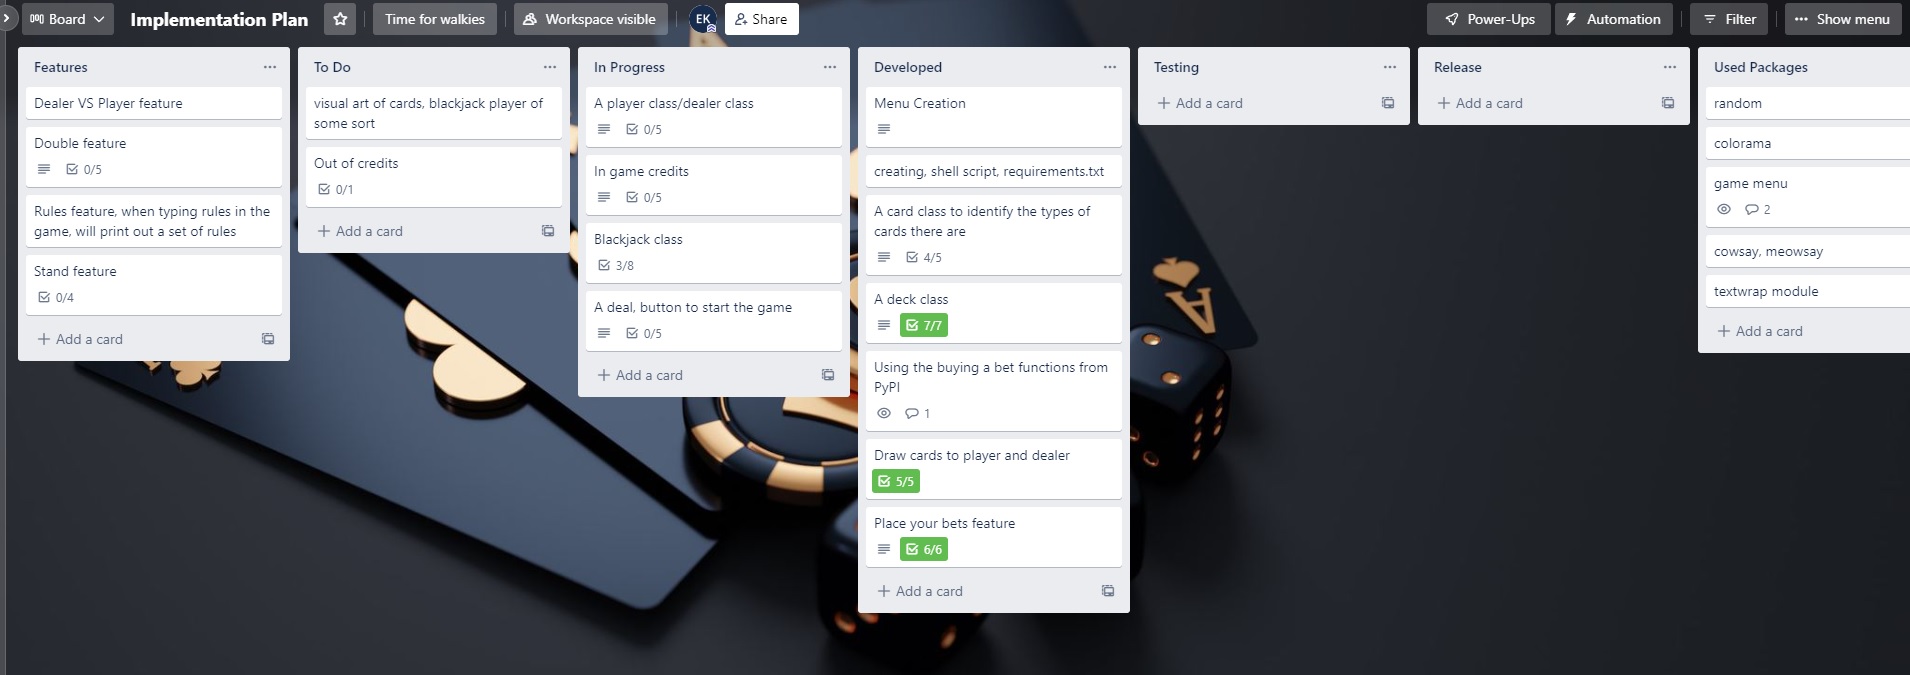 Board
Implementation Plan
Time for walkies
Workspace visible
EK
Share
Power-Ups
Automation
Filter
Show menu
Features
Dealer VS Player feature
Double feature
0/5
Rules feature, when typing rules in the
game, will print out a set of rules
Stand feature
0/4
Add a card
To Do
visual art of cards, blackjack player of
some sort
Out of credits
0/1
Add a card
In Progress
A player class/dealer class
0/5
In game credits
0/5
Blackjack class
3/8
A deal, button to start the game
0/5
Add a card
Developed
Menu Creation
creating, shell script, requirements.txt
A card class to identify the types of
cards there are
4/5
A deck class
7/7
Using the buying a bet functions from
PyPI
1
Draw cards to player and dealer
5/5
Place your bets feature
6/6
Add a card
Testing
Add a card
Release
Add a card
Used Packages
random
colorama
game menu
2
cowsay, meowsay
textwrap module
Add a card
A